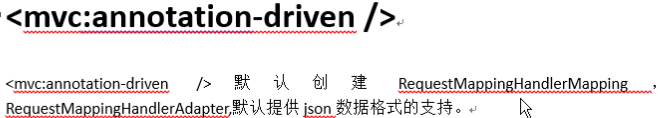 <mvc:annotation-driven />
<mvc:annotation-driven /> 默认创建 RequestMappingHandlerMapping ，
RequestMappingHandlerAdapter,默认提供 json 数据格式的支持。